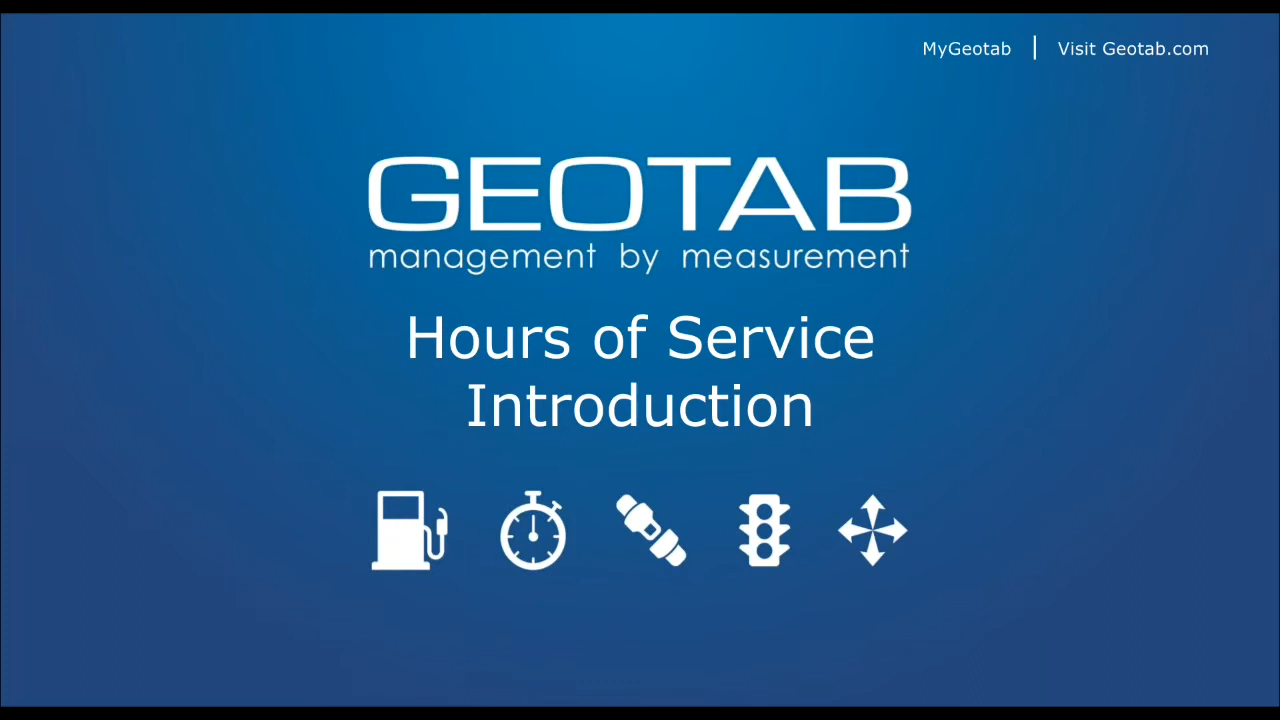 MyGeotab | Visit Geotab.com
GEOTAB
management by measurement
Hours of Service
Introduction